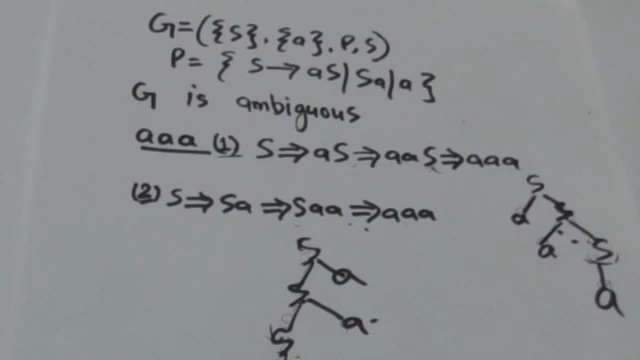 G=({S}, {a}, P, S)
P= { S→aS|Sa|a}
G is ambiguous
aaa (1) S⇒aS⇒aaS⇒aaa
(2) S⇒Sa⇒Saa⇒aaa
S
a S
a S
a
S
S a
S a